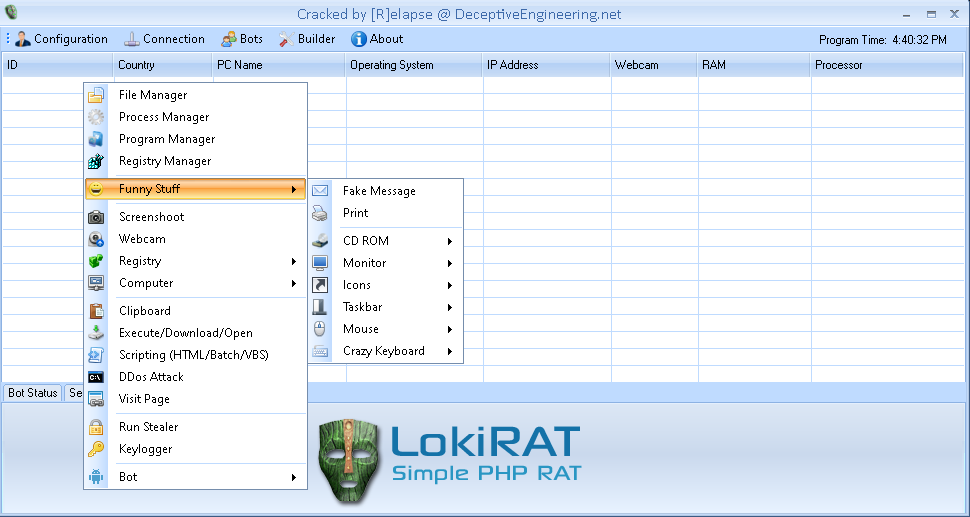 Cracked by [R]elapse @ DeceptiveEngineering.net
Configuration Connection Bots Builder About Program Time: 4:40:32 PM
ID Country PC Name Operating System IP Address Webcam RAM Processor
File Manager
Process Manager
Program Manager
Registry Manager
Funny Stuff
Screenshoot
Webcam
Registry
Computer
Clipboard
Execute/Download/Open
Scripting (HTML/Batch/VBS)
DDos Attack
Visit Page
Run Stealer
Keylogger
Bot
Fake Message
Print
CD ROM
Monitor
Icons
Taskbar
Mouse
Crazy Keyboard
Bot Status Se
C:\
LokiRAT
Simple PHP RAT